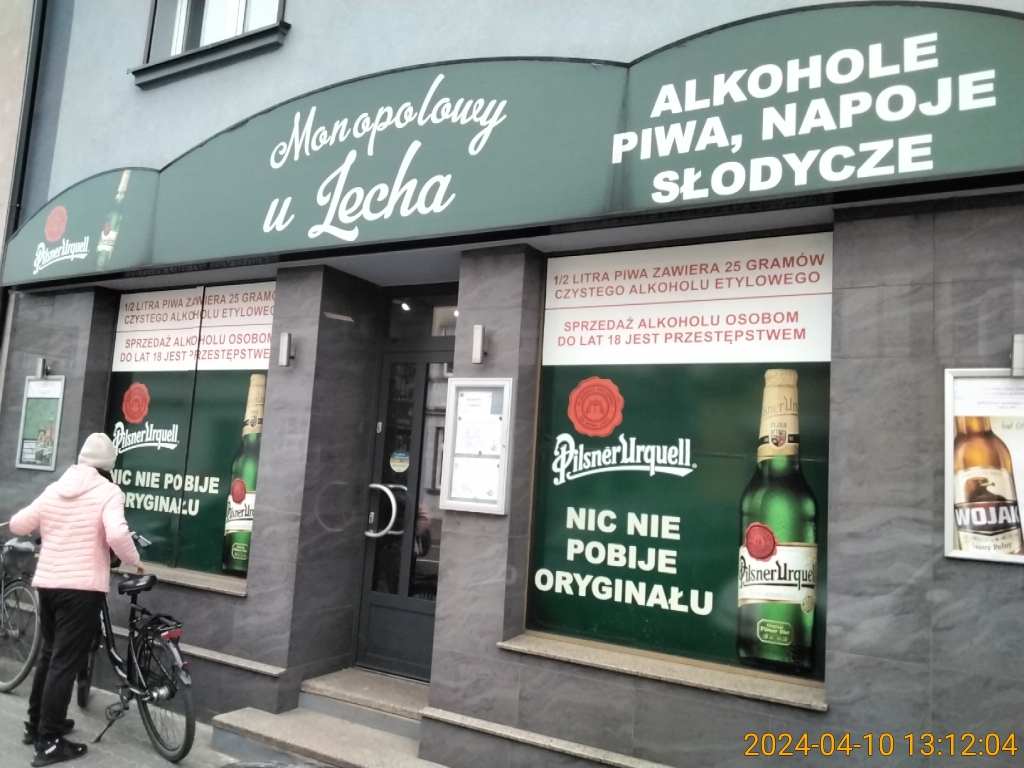 Monopolowy
u Lecha
ALKOHOLE
PIWA, NAPOJE
SŁODYCZE
Pilsner Urquell
1/2 LITRA PIWA ZAWIERA 25 GRAMÓ
CZYSTEGO ALKOHOLU ETYLOWEGO
SPRZEDAŻ ALKOHOLU OSOBOM
DO LAT 18 JEST PRZESTĘPSTWE
Pilsner Urquell
NIC NIE POBIJE
ORYGINAŁU
1/2 LITRA PIWA ZAWIERA 25 GRAMÓW
CZYSTEGO ALKOHOLU ETYLOWEGO
SPRZEDAŻ ALKOHOLU OSOBOM
DO LAT 18 JEST PRZESTĘPSTWEM
Pilsner Urquell
NIC NIE
POBIJE
ORYGINAŁU
Pilsner Urquell
WOJAK
2024-04-10 13:12:04